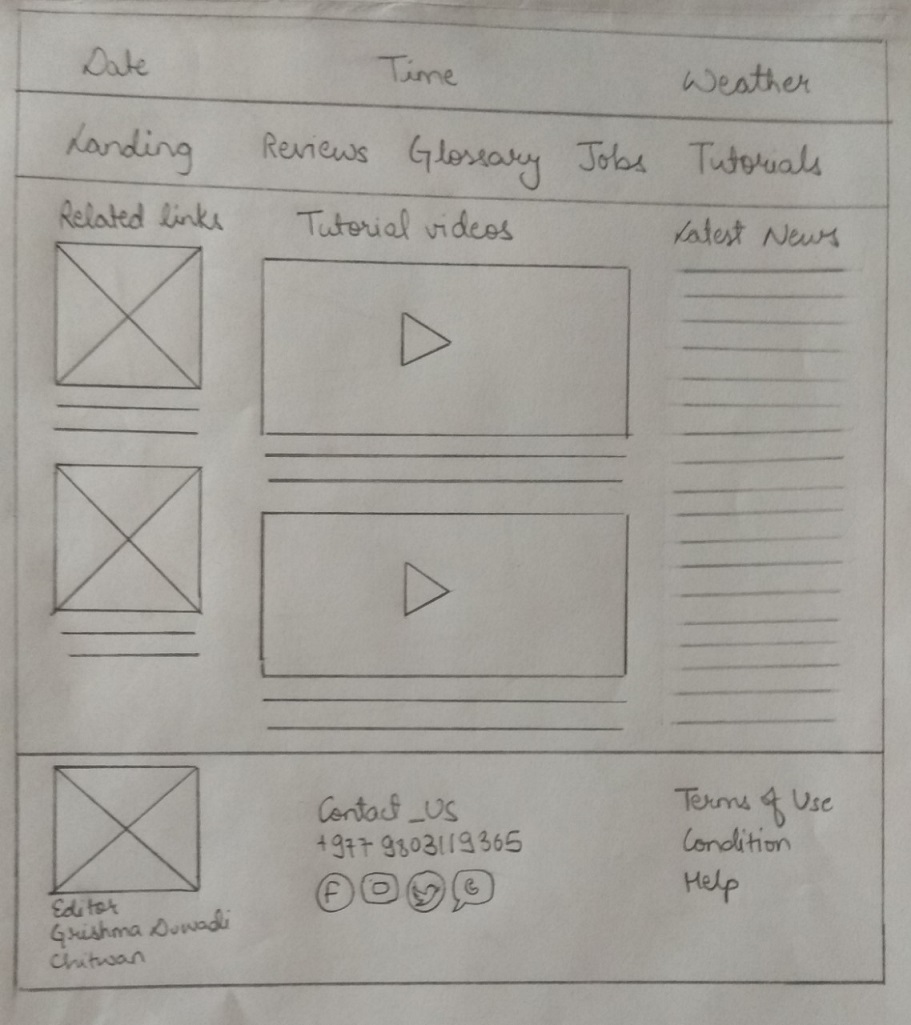 Date Time Weather
Landing Reviews Glossary Jobs Tutorials
Related links
Tutorial videos
Latest News
Editor
Grishma Duwadi
Chitwan
Contact_Us
+977 9803119365
Terms of Use
Condition
Help